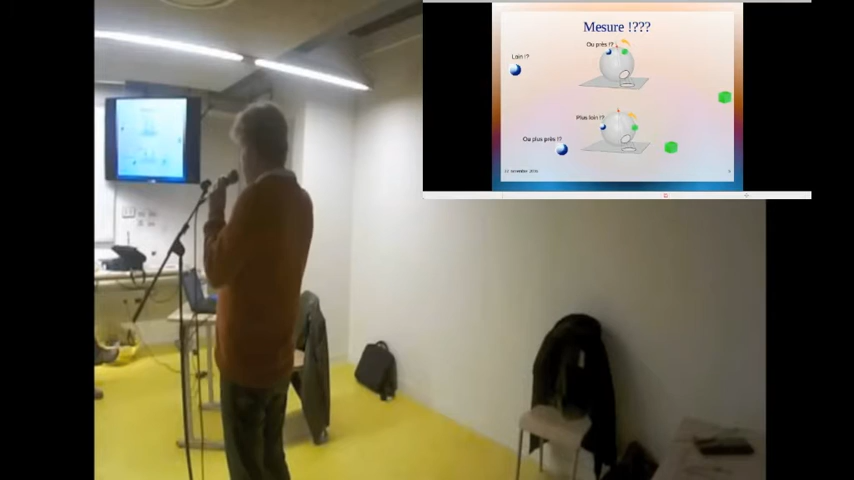 Mesure !???
Ou près !?
Loin !?
Plus loin !?
Ou plus près !?